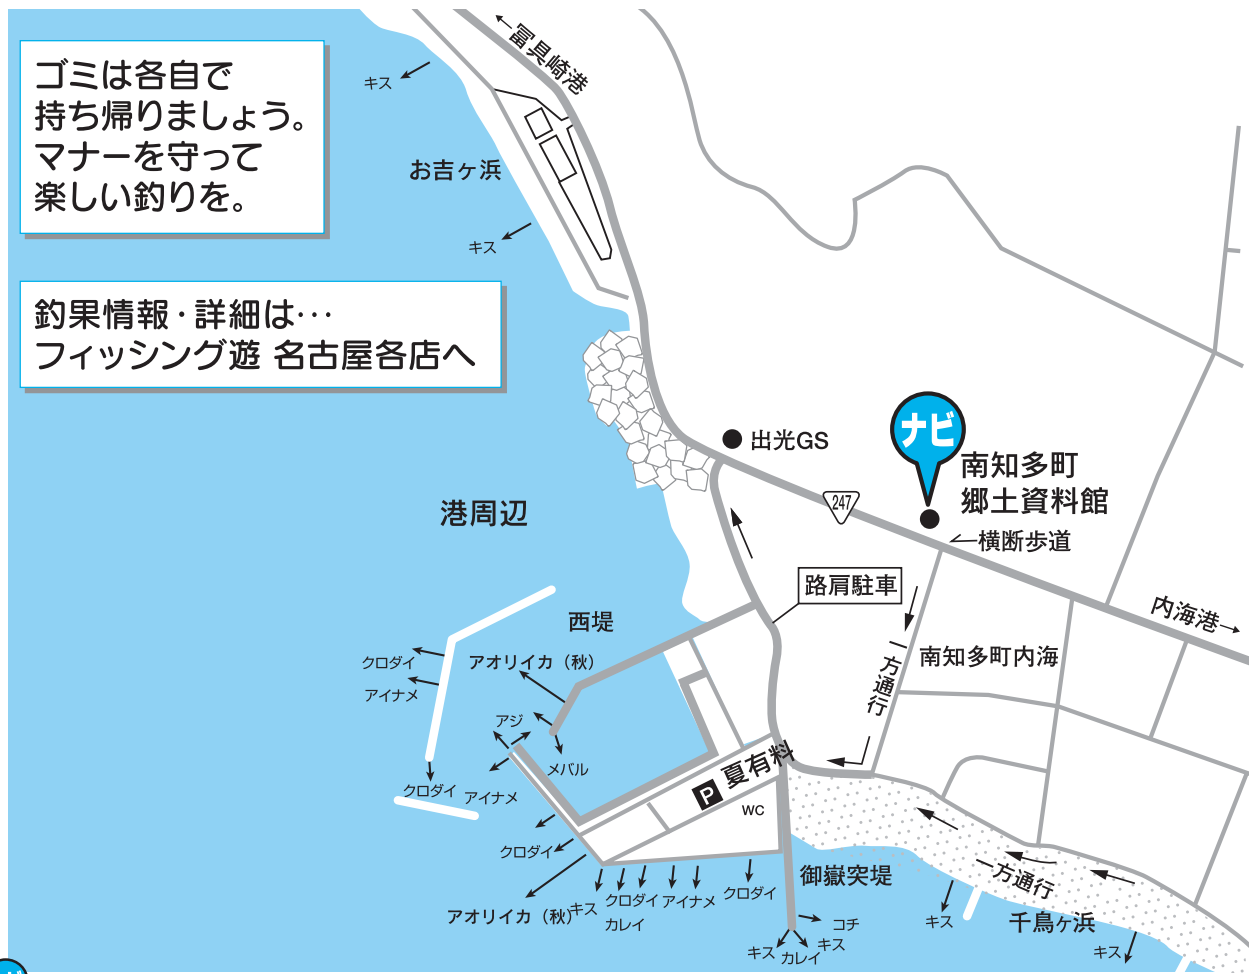 冨具崎港
ゴミは各自で
持ち帰りましょう。
マナーを守って
楽しい釣りを。
キス
お吉ヶ浜
キス
釣果情報・詳細は…
フィッシング遊 名古屋各店へ
出光GS
ナビ
南知多町
郷土資料館
247
横断歩道
港周辺
路肩駐車
内海港
西堤
一方通行
南知多町内海
クロダイ
アオリイカ（秋）
アイナメ
アジ
メバル
夏有料
P
クロダイ
アイナメ
WC
クロダイ
御嶽突堤
一方通行
クロダイ
アオリイカ（秋）
キス
クロダイ
アイナメ
カレイ
コチ
キス
キス
カレイ
キス
千鳥ヶ浜
キス